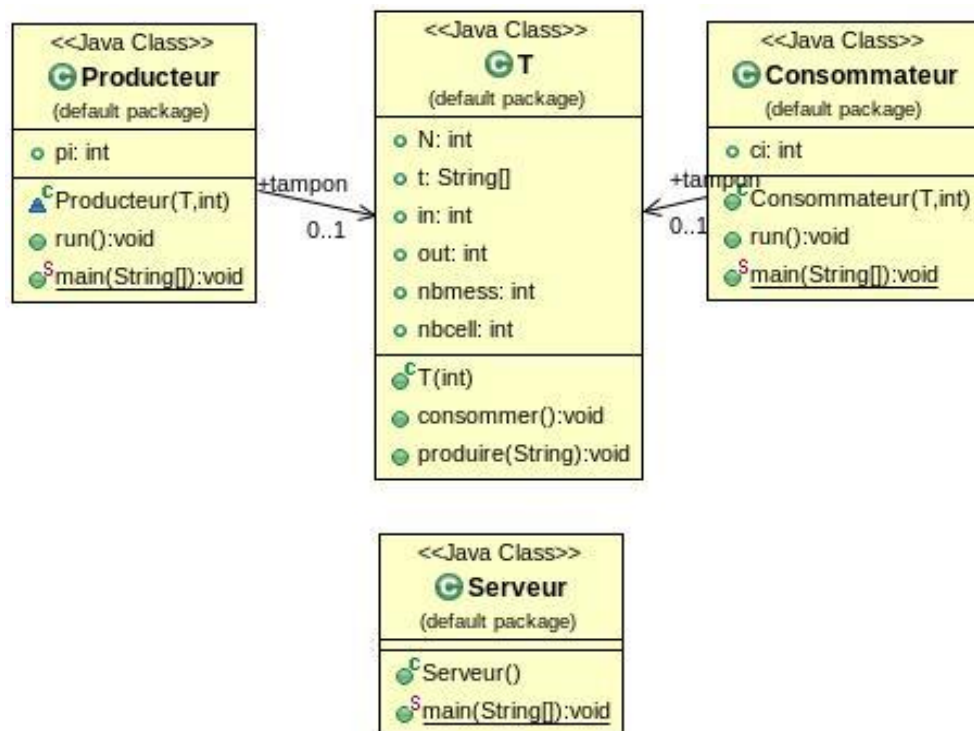 <<Java Class>>
Producteur
(default package)
pi: int
Producteur(T,int)
run():void
main(String[]):void
+tampon
0..1
<<Java Class>>
T
(default package)
N: int
t: String[]
in: int
out: int
nbmess: int
nbcell: int
T(int)
consommer():void
produire(String):void
<<Java Class>>
Consommateur
(default package)
ci: int
+tampon
0..1
Consommateur(T,int)
run():void
main(String[]):void
<<Java Class>>
Serveur
(default package)
Serveur()
main(String[]):void